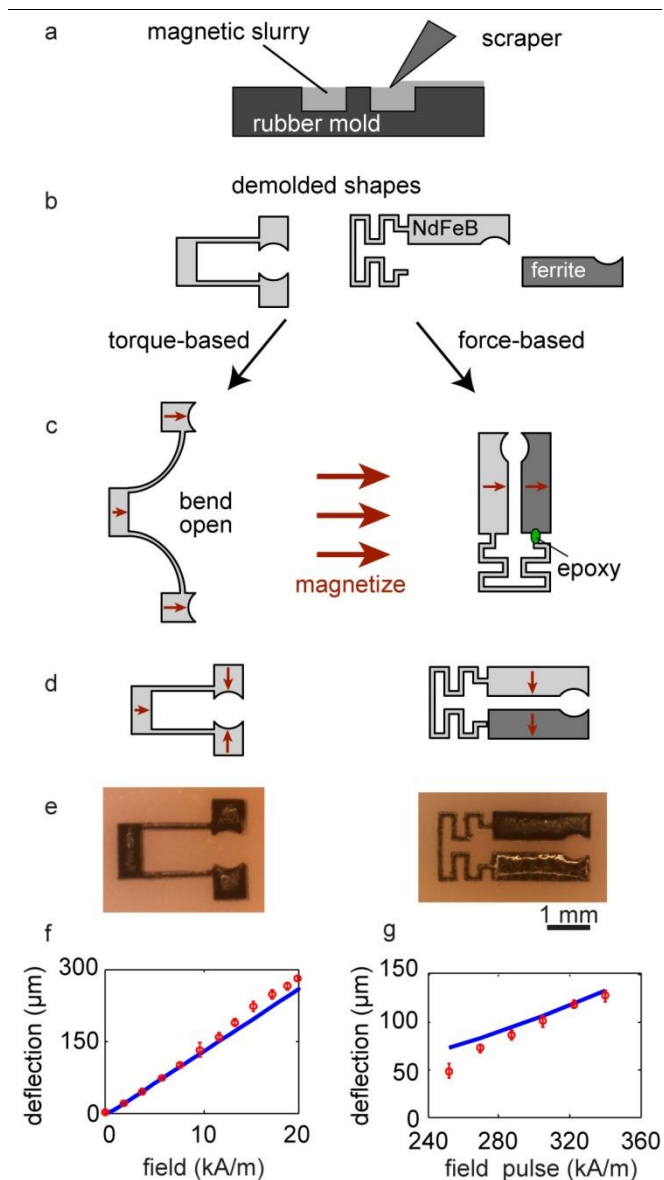 a
magnetic slurry
scraper
rubber mold
b
demolded shapes
NdFeB
ferrite
torque-based
force-based
c
bend
open
magnetize
epoxy
d
e
1 mm
f
g
300
150
0
deflection (µm)
0 10 20
field (kA/m)
150
100
50
0
deflection (µm)
240 280 320 360
field pulse (kA/m)